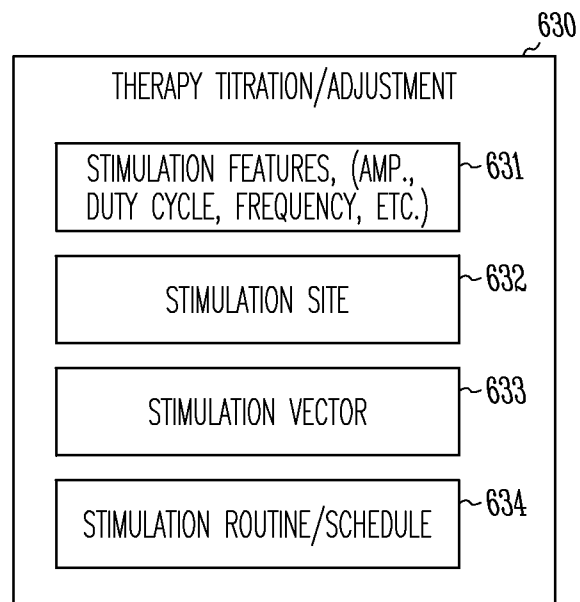 630
THERAPY TITRATION/ADJUSTMENT
STIMULATION FEATURES, (AMP.,
DUTY CYCLE, FREQUENCY, ETC.)
631
STIMULATION SITE
632
STIMULATION VECTOR
633
STIMULATION ROUTINE/SCHEDULE
634